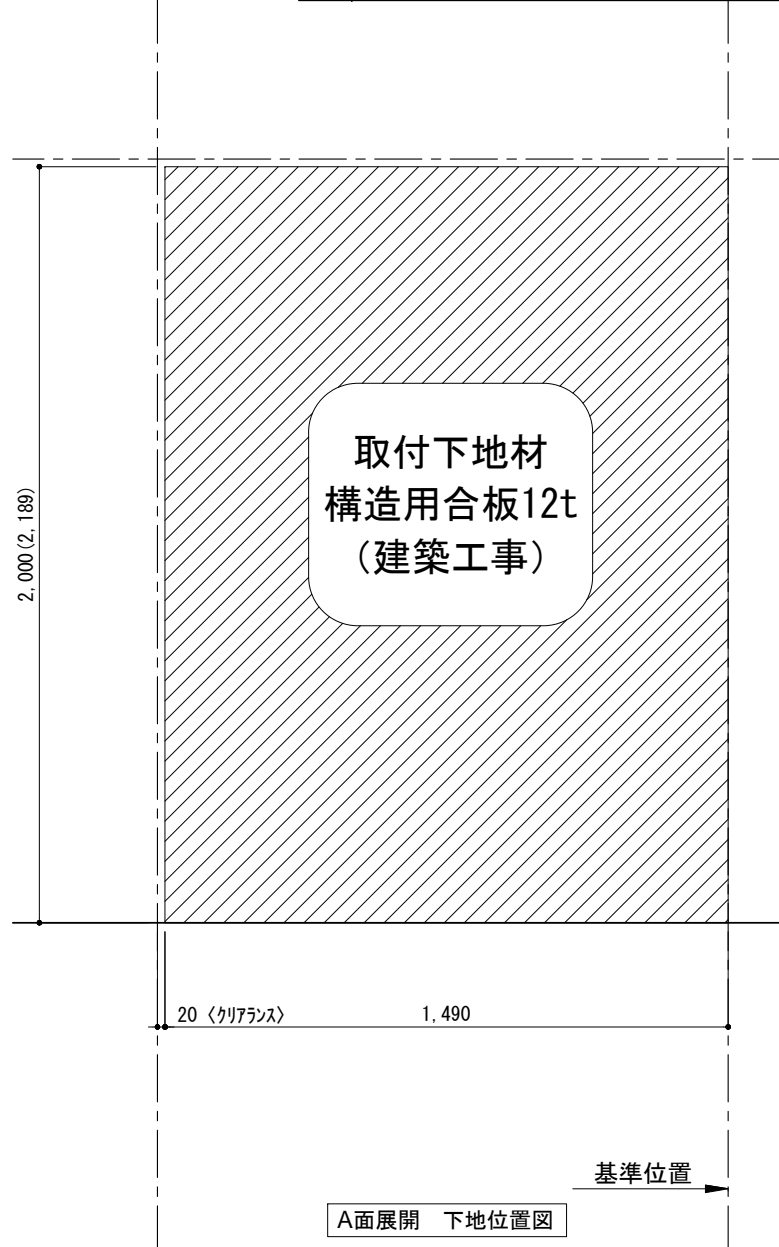 取付下地材
構造用合板12t
(建築工事)
2,000(2,189)
20 〈ｸﾘｱﾗﾝｽ〉
1,490
基準位置
A面展開　下地位置図